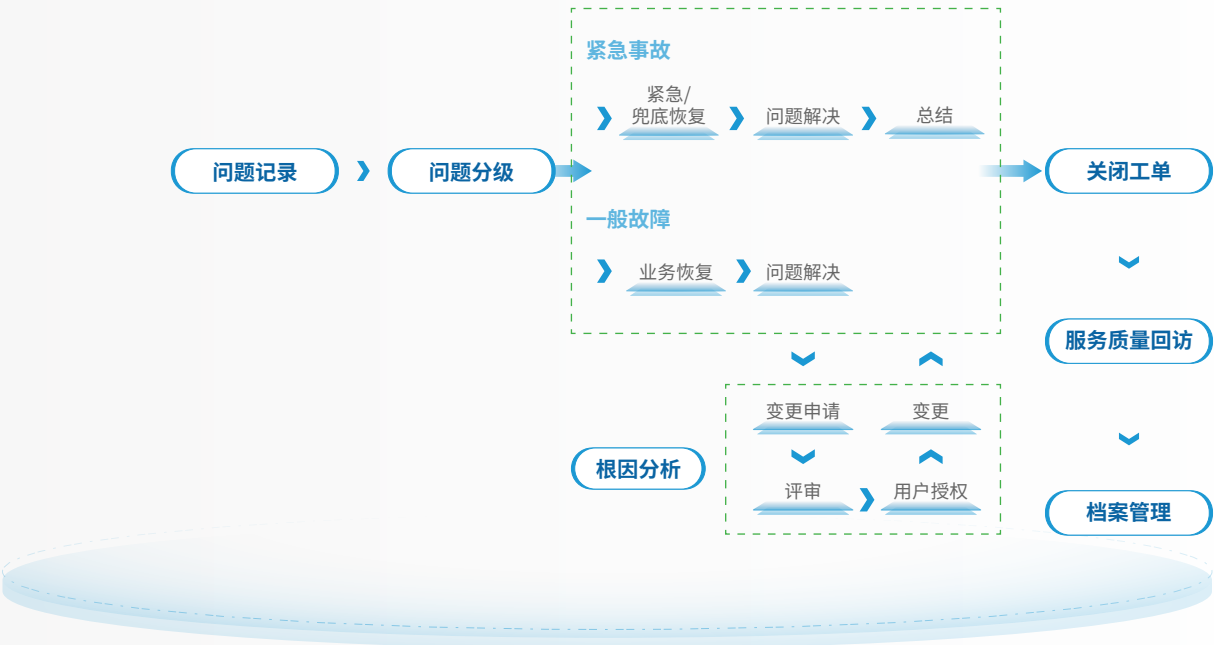 紧急事故
紧急/
兜底恢复
问题解决
总结
问题记录
问题分级
关闭工单
一般故障
业务恢复
问题解决
服务质量回访
变更申请
变更
根因分析
评审
用户授权
档案管理